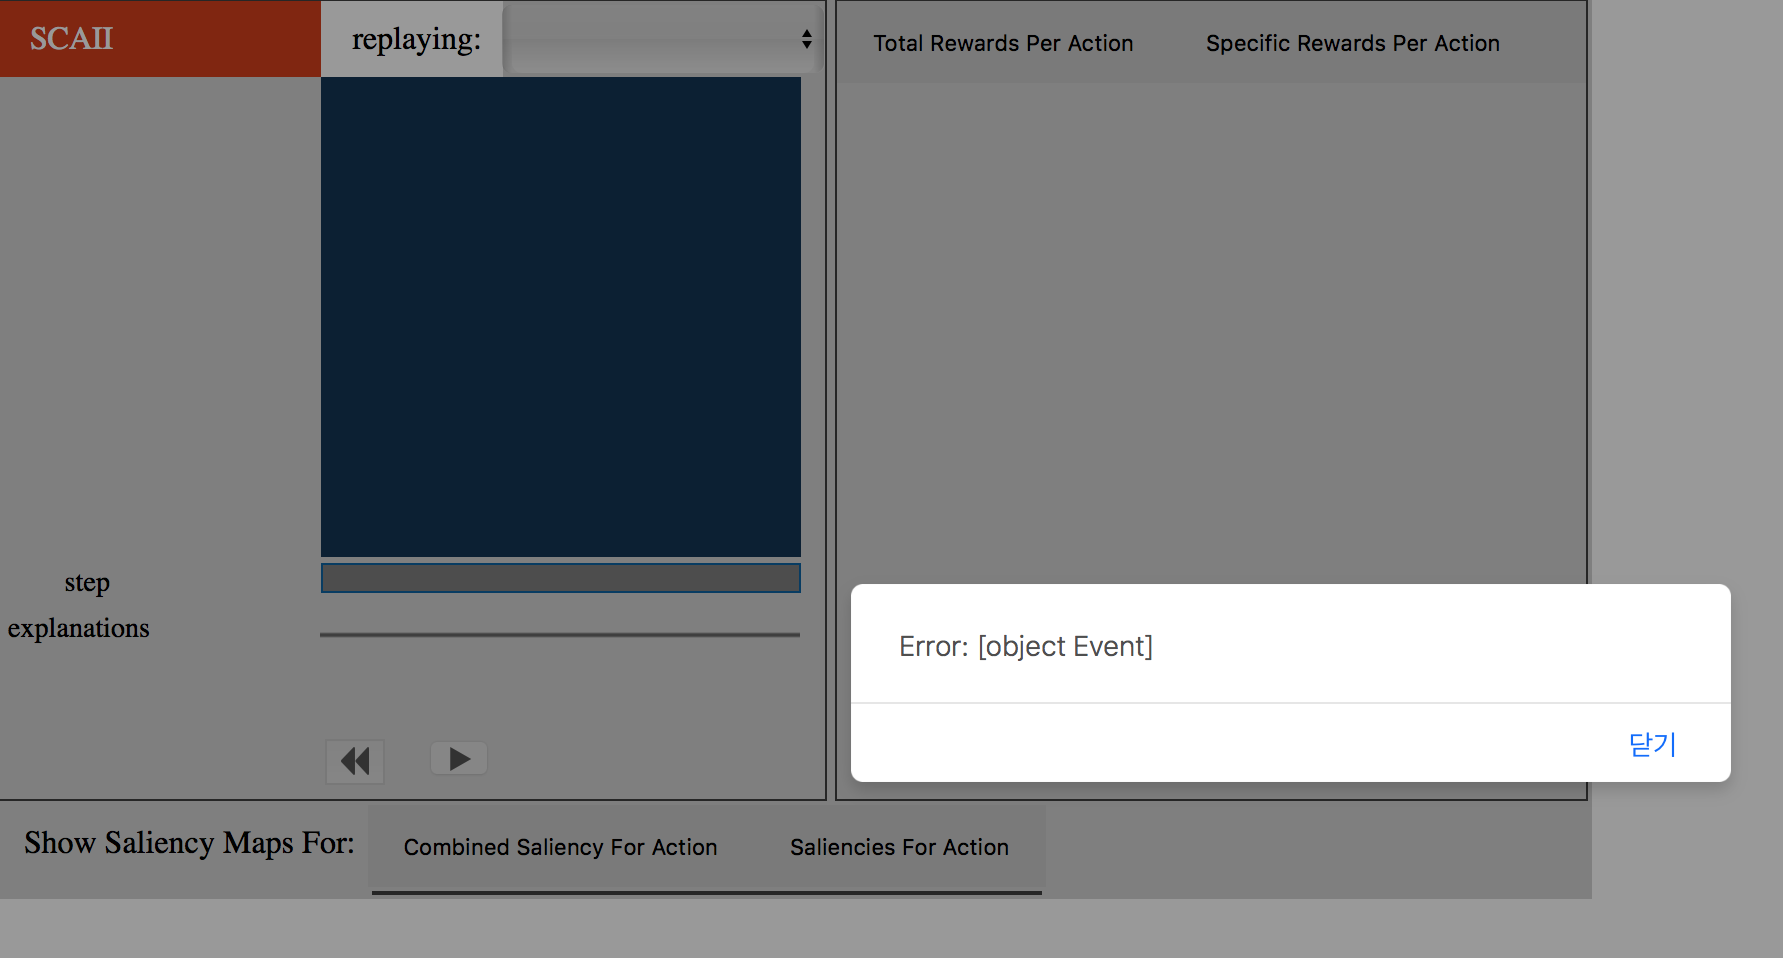 SCAII
replaying:
Total Rewards Per Action
Specific Rewards Per Action
step
explanations
Error: [object Event]
닫기
Show Saliency Maps For:
Combined Saliency For Action
Saliencies For Action